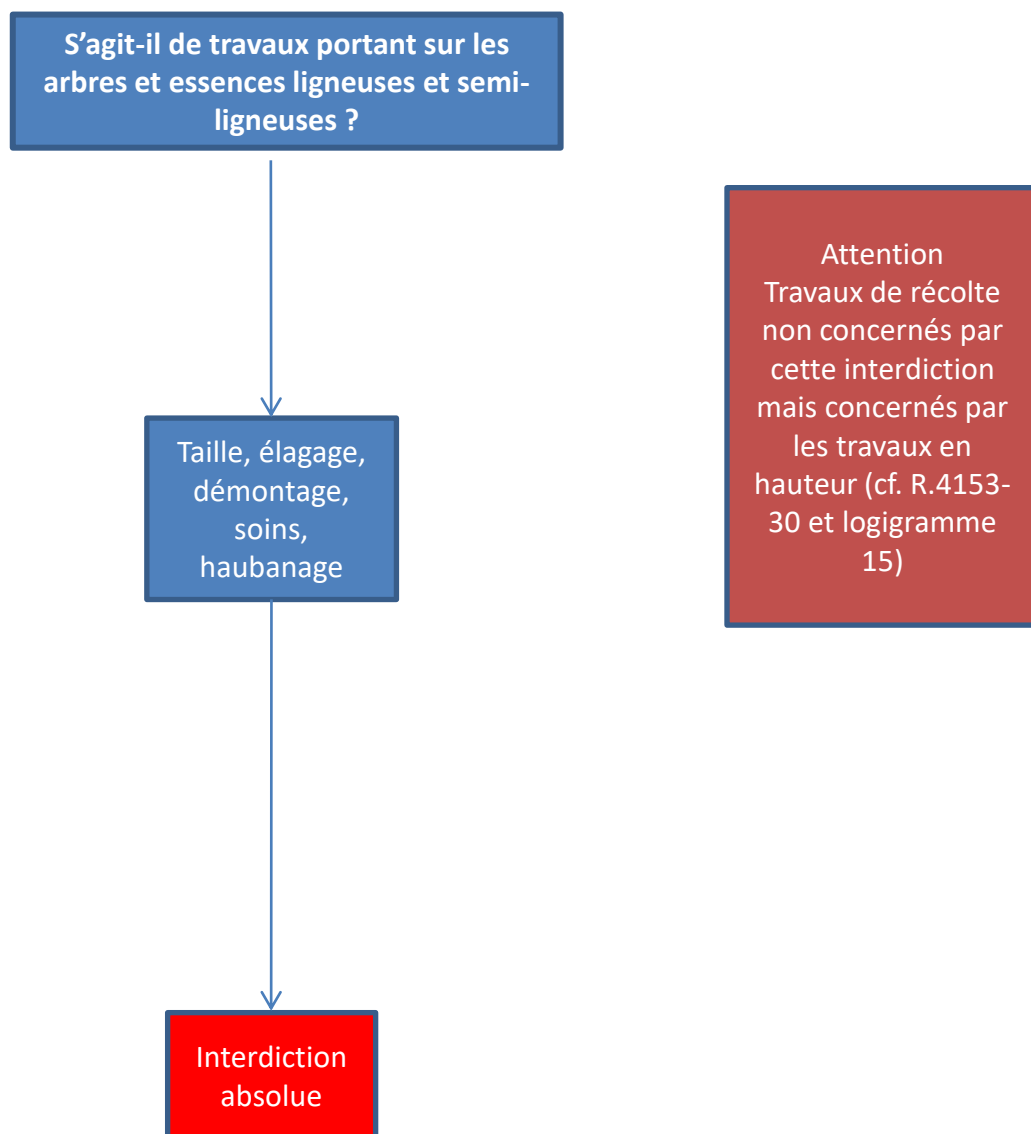 S’agit-il de travaux portant sur les
arbres et essences ligneuses et semi-
ligneuses ?
Attention
Travaux de récolte
non concernés par
cette interdiction
mais concernés par
les travaux en
hauteur (cf. R.4153-
30 et logigramme
15)
Taille, élagage,
démontage,
soins,
haubanage
Interdiction
absolue